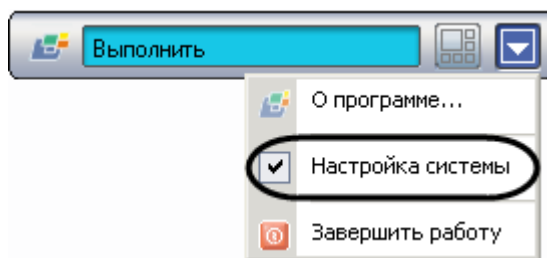 Выполнить
О программе...
Настройка системы
Завершить работу